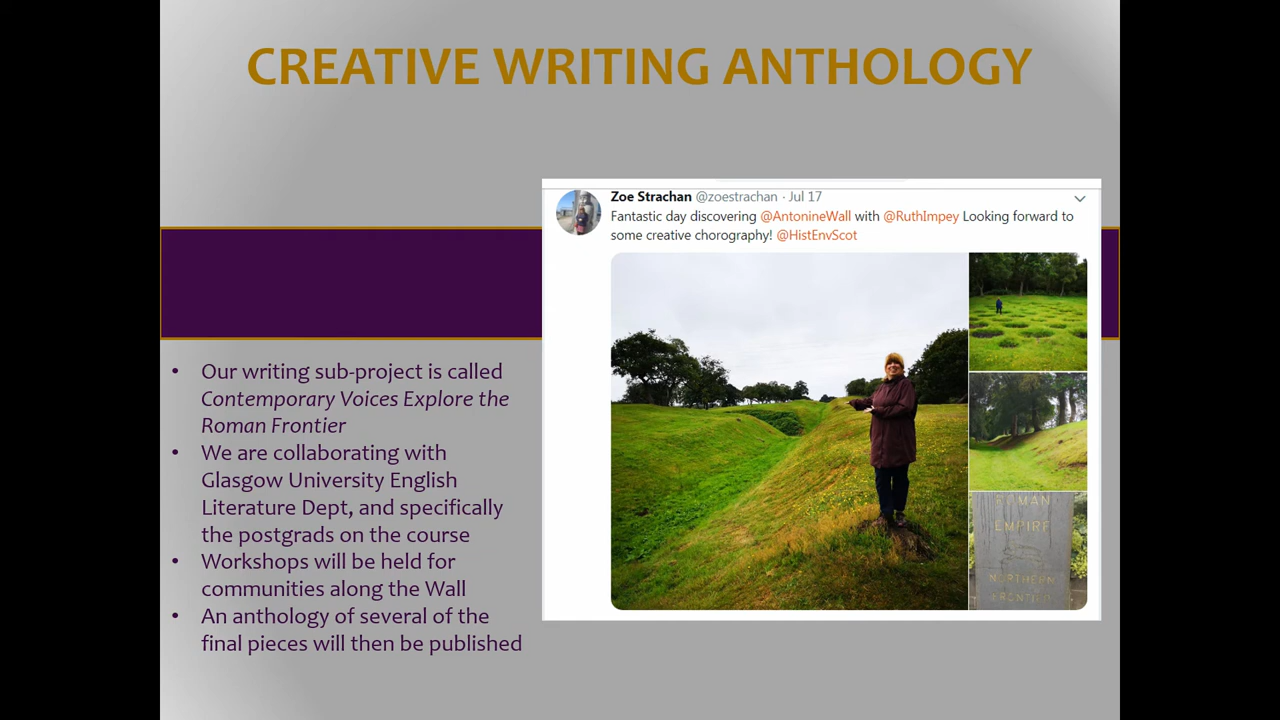 CREATIVE WRITING ANTHOLOGY
Zoe Strachan @zoestrachan · Jul 17
Fantastic day discovering @AntonineWall with @RuthImpey Looking forward to
some creative chorography! @HistEnvScot
ROMAN
EMPIRE
NORTHERN
FRONTIER
• Our writing sub-project is called
Contemporary Voices Explore the
Roman Frontier
• We are collaborating with
Glasgow University English
Literature Dept, and specifically
the postgrads on the course
• Workshops will be held for
communities along the Wall
• An anthology of several of the
final pieces will then be published